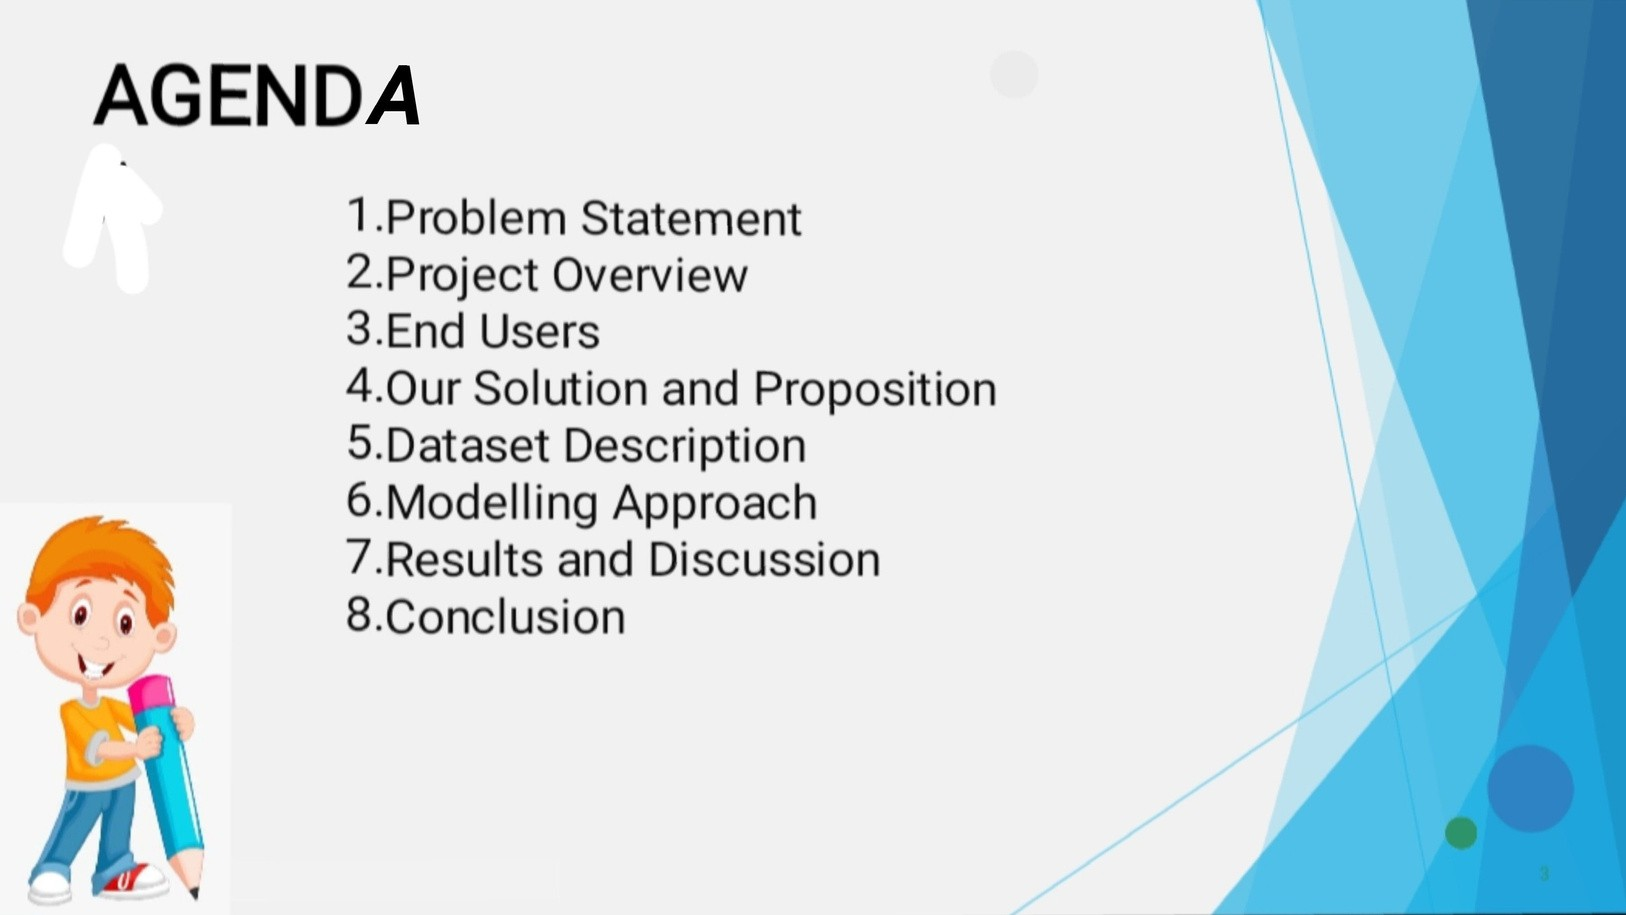 AGENDA
1.Problem Statement
2.Project Overview
3.End Users
4.Our Solution and Proposition
5.Dataset Description
6.Modelling Approach
7.Results and Discussion
8.Conclusion
3